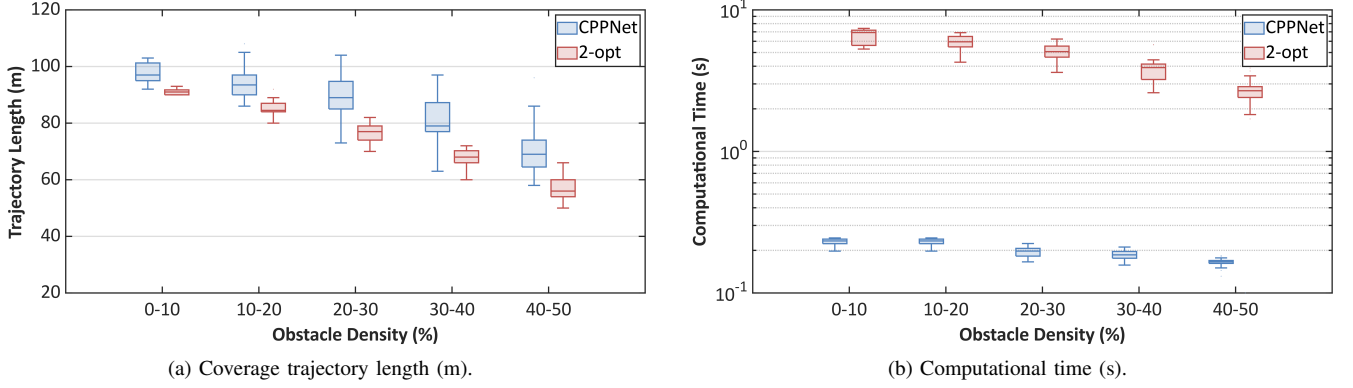 120
100
80
60
40
20
Trajectory Length (m)
CPPNet
2-opt
0-10
10-20
20-30
30-40
40-50
Obstacle Density (%)
(a) Coverage trajectory length (m).
10^1
10^0
10^-1
Computational Time (s)
CPPNet
2-opt
0-10
10-20
20-30
30-40
40-50
Obstacle Density (%)
(b) Computational time (s).